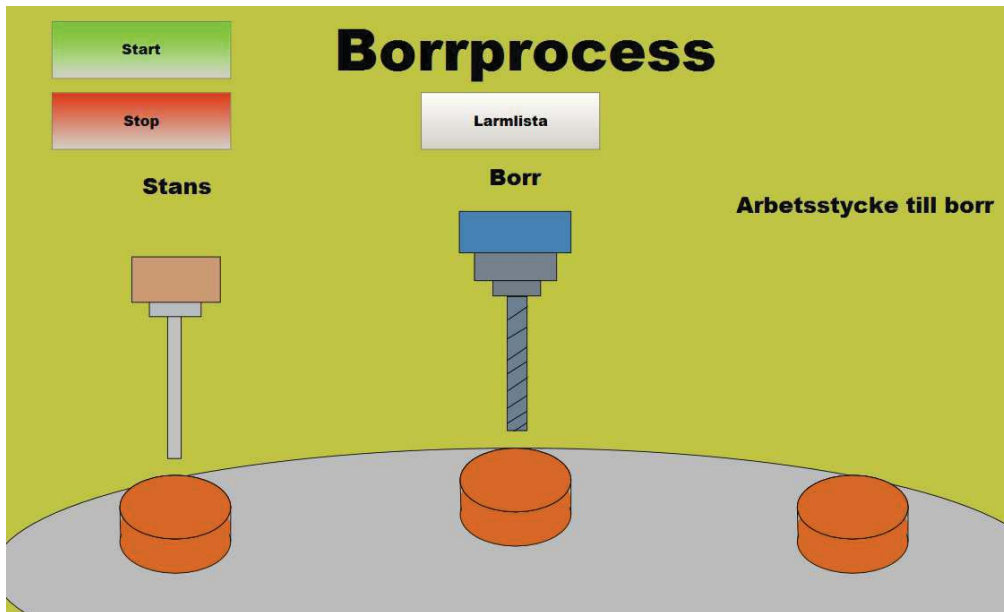 Start
Borrprocess
Stop
Larmlista
Stans
Borr
Arbetsstycke till borr